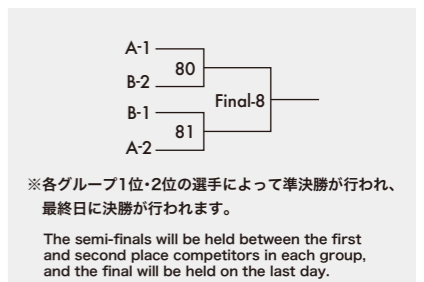 A-1
80
B-2
Final-8
B-1
81
A-2
※各グループ1位・2位の選手によって準決勝が行われ、
最終日に決勝が行われます。
The semi-finals will be held between the first
and second place competitors in each group,
and the final will be held on the last day.